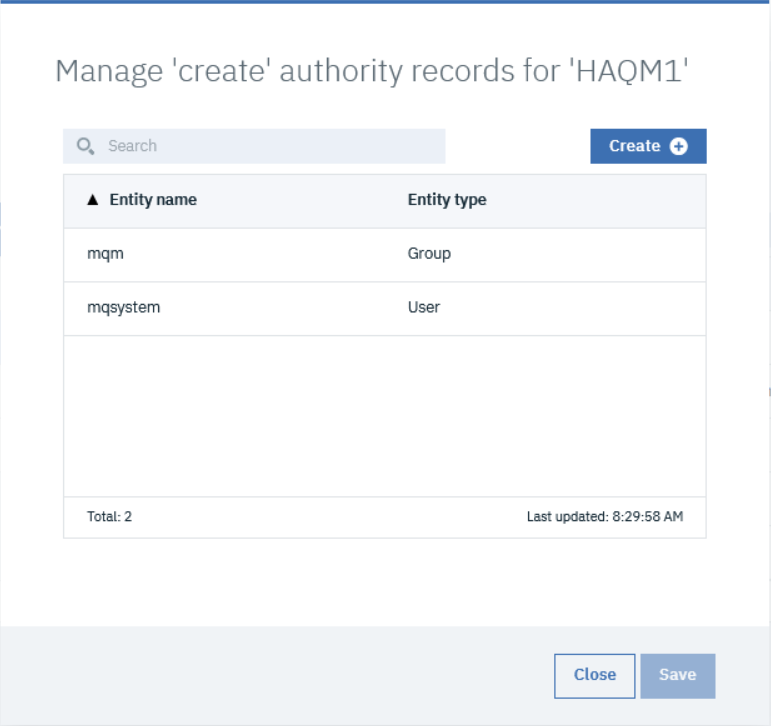 Manage 'create' authority records for 'HAQM1'
Search
Create
Entity name Entity type
mqm Group
mqsystem User
Total: 2 Last updated: 8:29:58 AM
Close Save